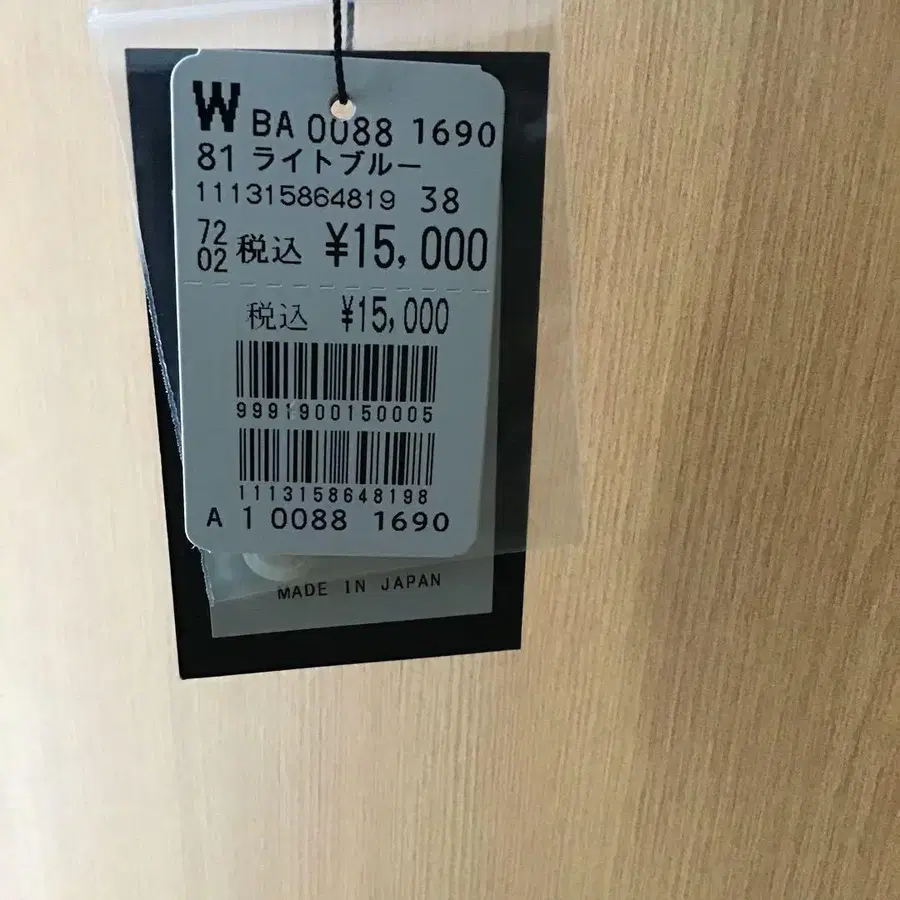 W BA 0088 1690
81 ライトブルー
111315864819 38
72
02 税込 ¥15,000
税込 ¥15,000
9991900150005
1113158648198
A 1 0088 1690
MADE IN JAPAN